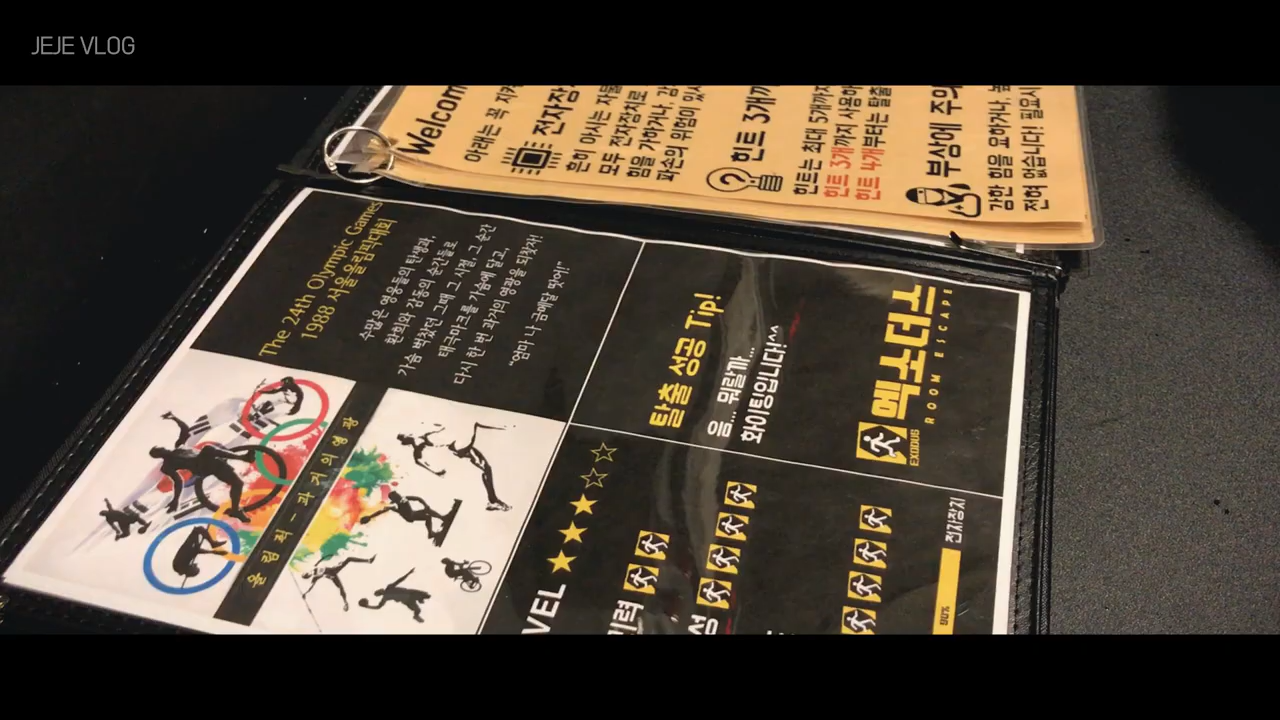 JEJE VLOG
Welcom
아래는 꼭 지켜
전자장
흔히 아시는 자물
모두 전자장치로
힘을 가하거나, 강
파손의 위험이 있사
힌트 3개
힌트는 최대 5개까지
힌트 3개까지 사용이
힌트 4개부터는 탈출
부상에 주의
강한 힘을 요하거나, 높
전혀 없습니다! 필요시
The 24th Olympic Games
1988 서울올림픽대회
수많은 영웅들의 탄생과,
환희와 감동의 순간들로
가슴 벅찼던 그때 그 시절, 그 순간
태극마크를 가슴에 달고,
다시 한 번 과거의 영광을 되찾자!
"엄마 나 금메달 땄어!"
올림픽 - 과거의 영광
탈출 성공 Tip!
음... 뭐랄까...
화이팅입니다!^^
엑소더스
ROOM ESCAPE
EXODUS
VEL ★★★☆☆
력
성
90% 전자장치